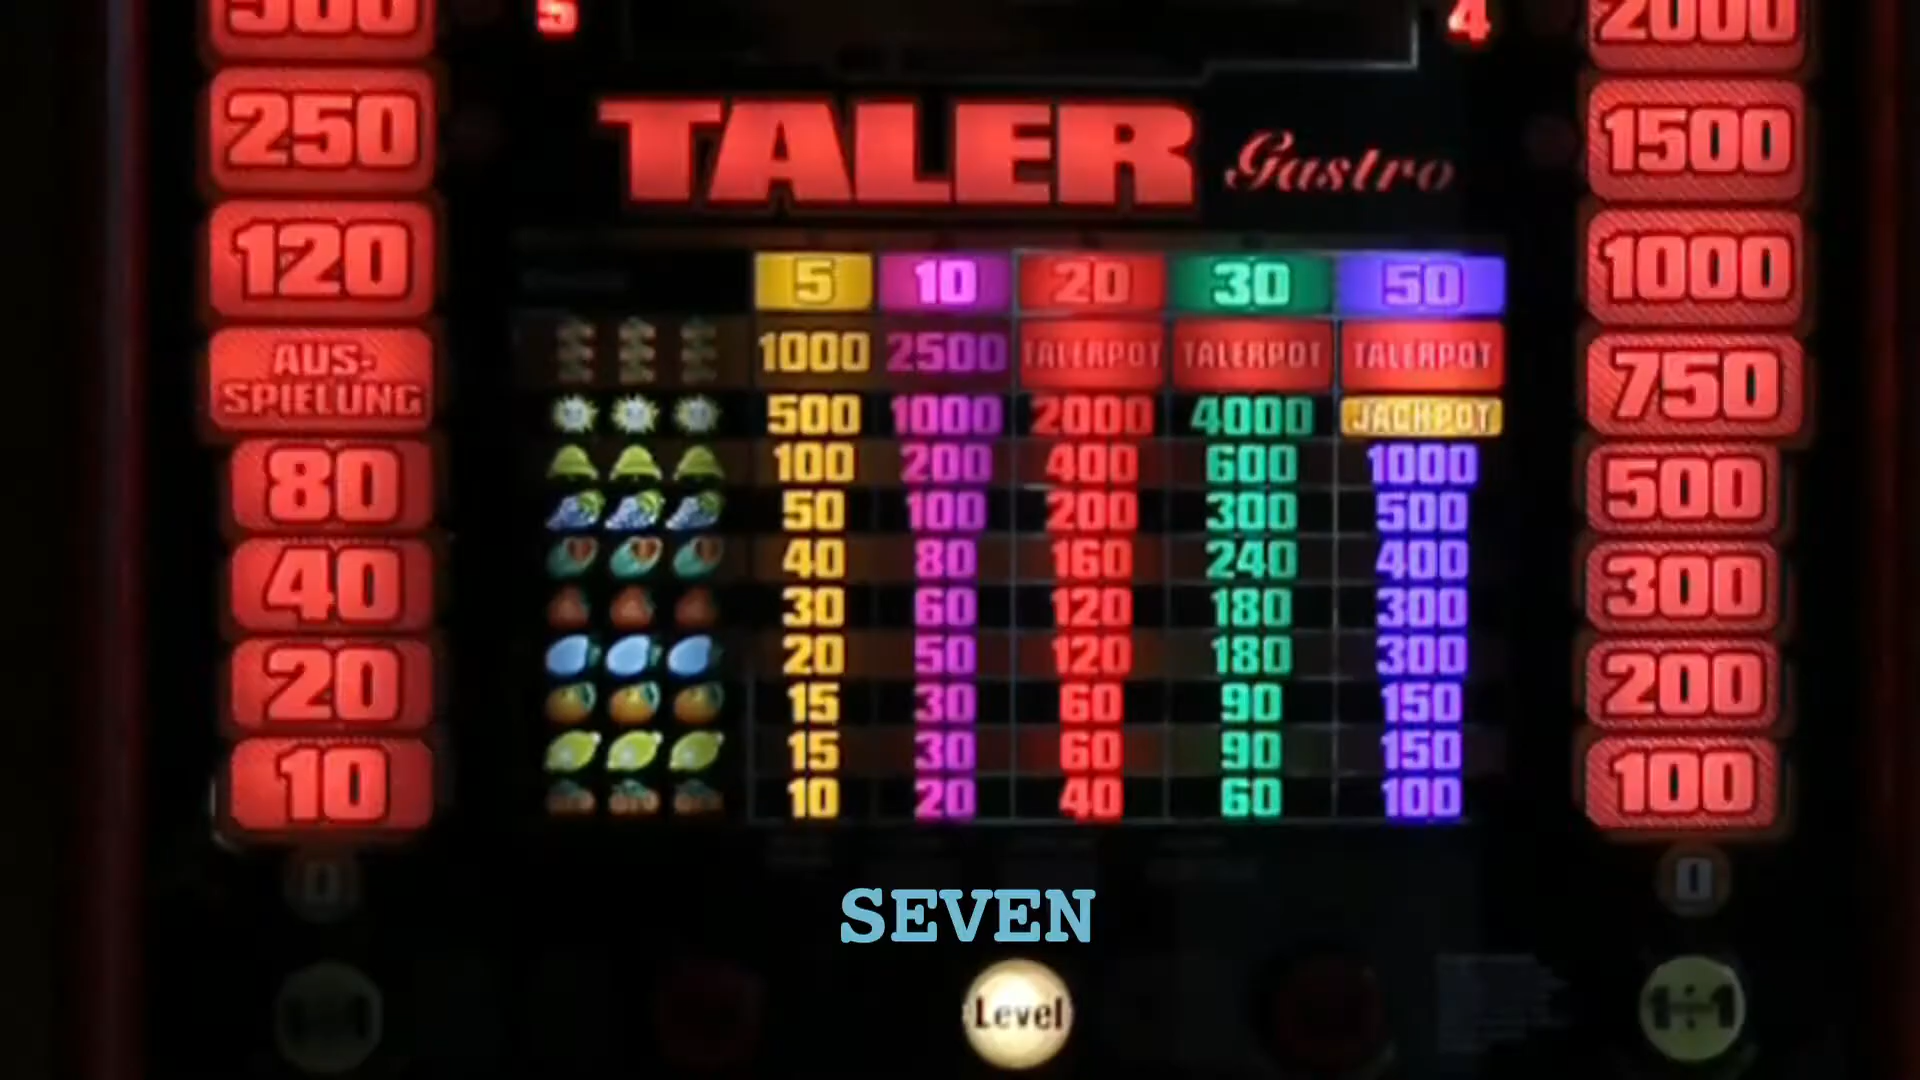 500
250
120
AUS-
SPIELUNG
80
40
20
10
0
5
4
TALER Gastro
5 10 20 30 50
1000 2500 TALERPOT TALERPOT TALERPOT
500 1000 2000 4000 JACKPOT
100 200 400 600 1000
50 100 200 300 500
40 80 160 240 400
30 60 120 180 300
20 50 120 180 300
15 30 60 90 150
15 30 60 90 150
10 20 40 60 100
SEVEN
Level
2000
1500
1000
750
500
300
200
100
0
1÷1